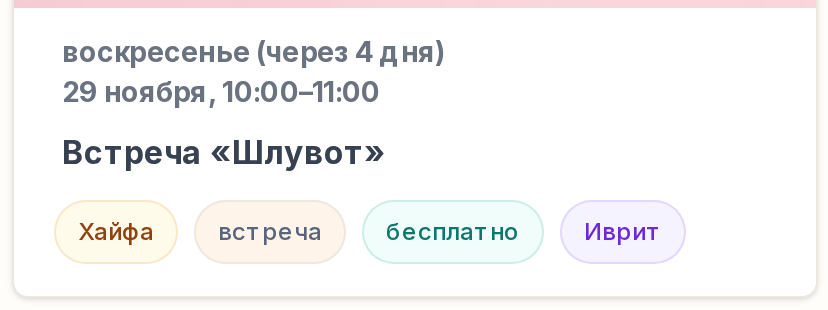 воскресенье (через 4 дня)
29 ноября, 10:00–11:00
Встреча «Шлувот»
Хайфа встреча бесплатно Иврит